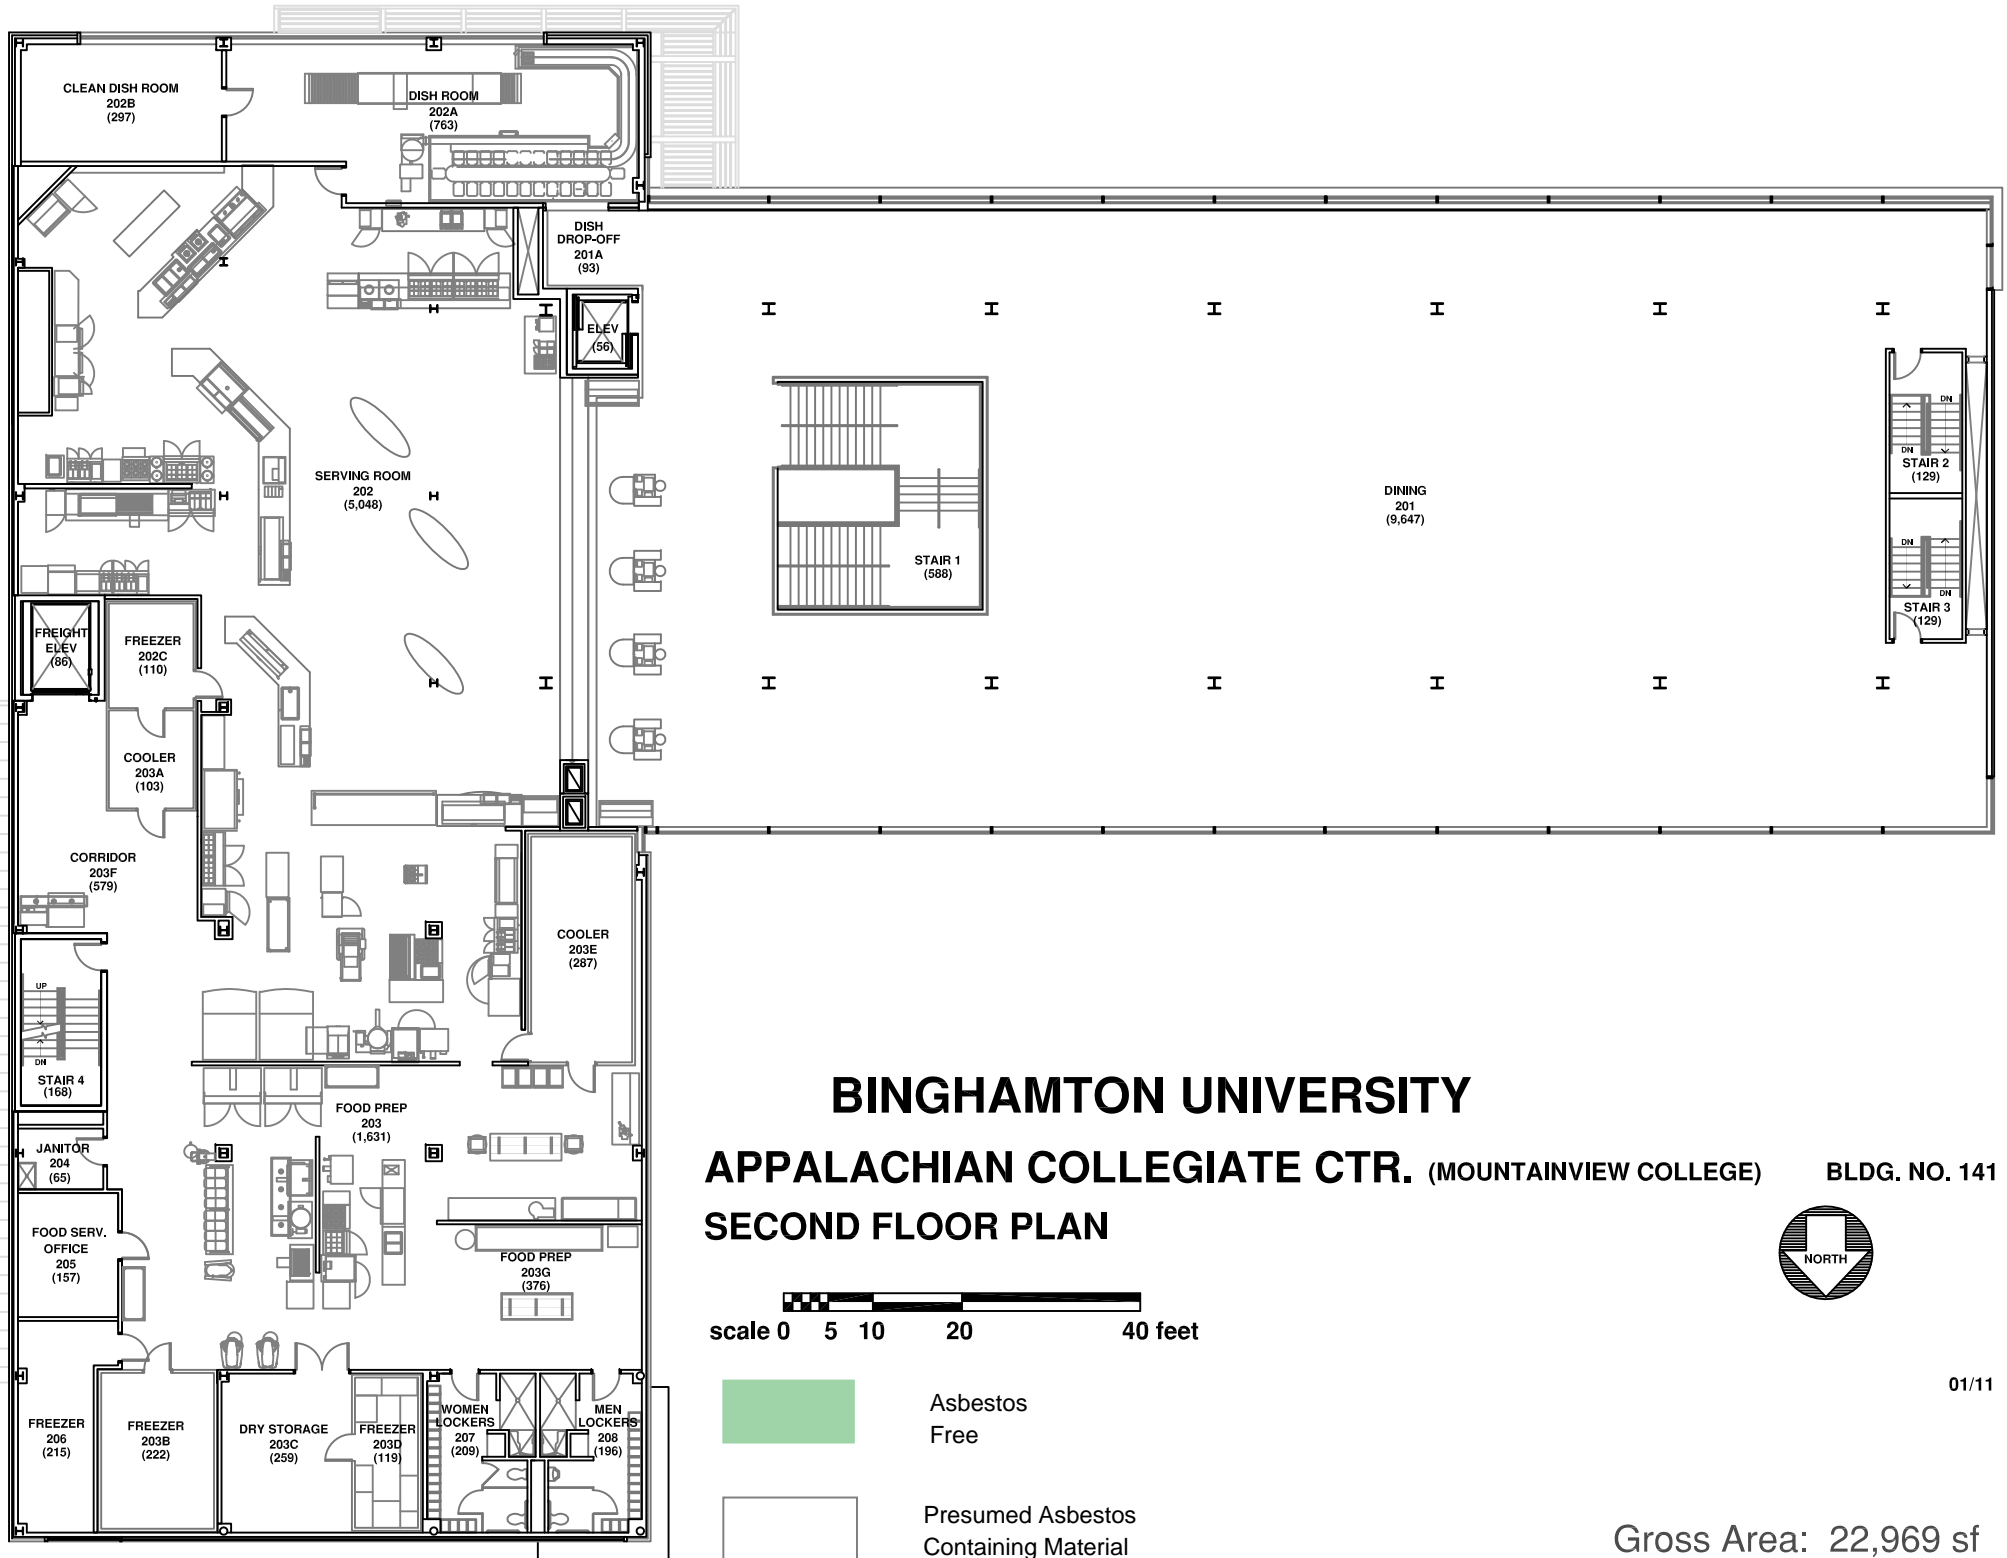 CLEAN DISH ROOM
202B
(297)
DISH ROOM
202A
(763)
DISH
DROP-OFF
201A
(93)
ELEV
(56)
SERVING ROOM
202
(5,048)
DINING
201
(9,647)
STAIR 1
(588)
DN
DN
STAIR 2
(129)
DN
DN
STAIR 3
(129)
FREIGHT
ELEV
(86)
FREEZER
202C
(110)
COOLER
203A
(103)
CORRIDOR
203F
(579)
COOLER
203E
(287)
UP
DN
STAIR 4
(168)
FOOD PREP
203
(1,631)
JANITOR
204
(65)
FOOD SERV.
OFFICE
205
(157)
FOOD PREP
203G
(376)
FREEZER
206
(215)
FREEZER
203B
(222)
DRY STORAGE
203C
(259)
FREEZER
203D
(119)
WOMEN
LOCKERS
207
(209)
MEN
LOCKERS
208
(196)
BINGHAMTON UNIVERSITY
APPALACHIAN COLLEGIATE CTR. (MOUNTAINVIEW COLLEGE) BLDG. NO. 141
SECOND FLOOR PLAN
NORTH
scale 0 5 10 20 40 feet
01/11
Asbestos
Free
Presumed Asbestos
Containing Material
Gross Area: 22,969 sf